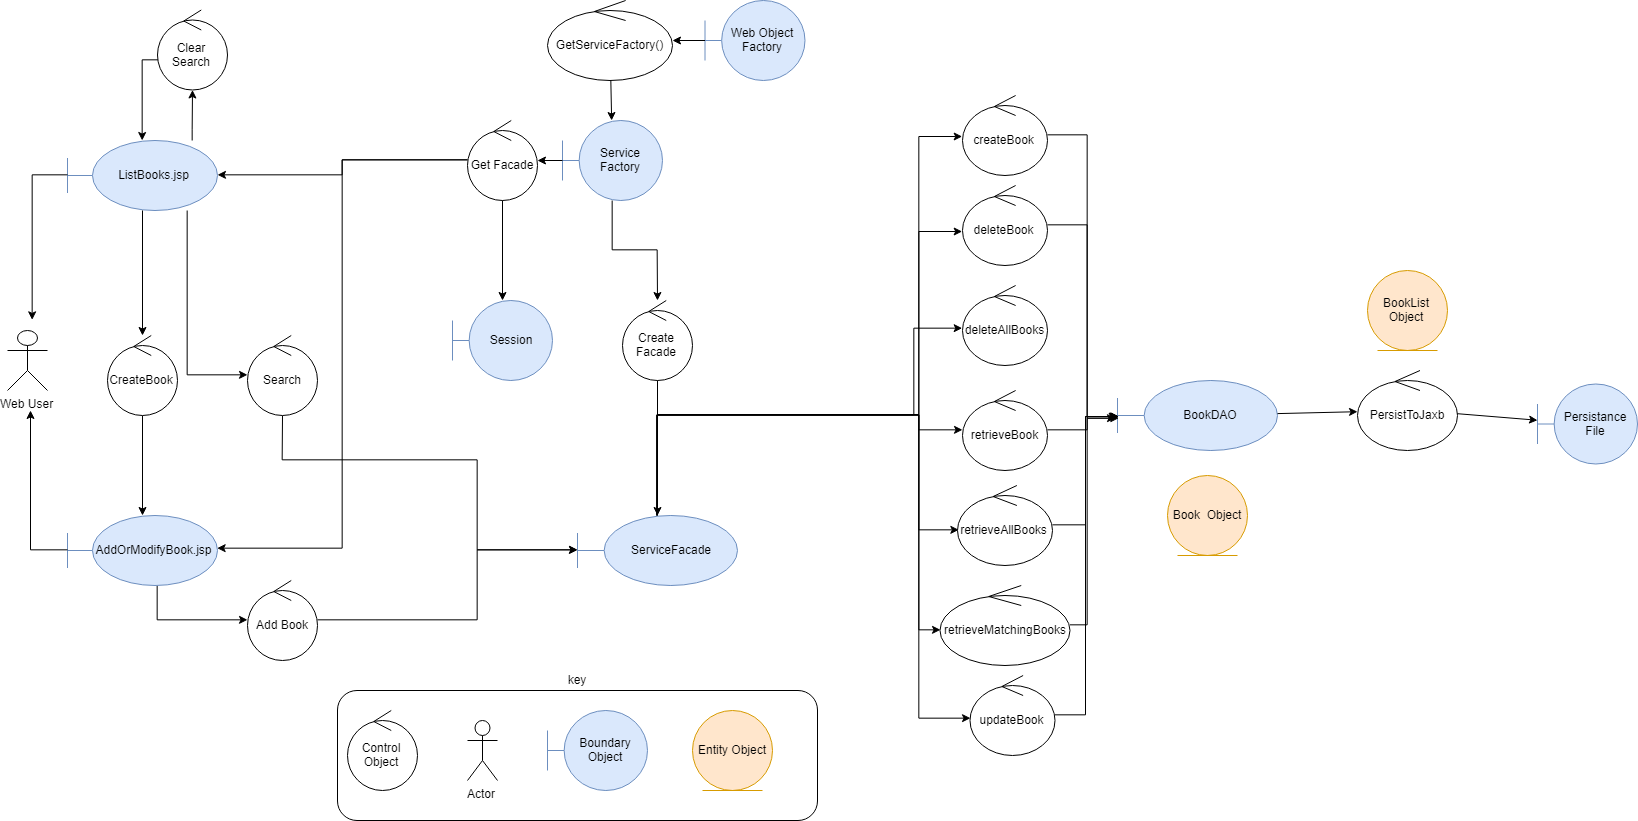 Clear
Search
GetServiceFactory()
Web Object
Factory
ListBooks.jsp
Get Facade
Service
Factory
createBook
deleteBook
deleteAllBooks
retrieveBook
retrieveAllBooks
retrieveMatchingBooks
updateBook
Session
Create
Facade
Web User
CreateBook
Search
BookList
Object
BookDAO
PersistToJaxb
Persistance
File
Book Object
AddOrModifyBook.jsp
ServiceFacade
Add Book
key
Control
Object
Actor
Boundary
Object
Entity Object